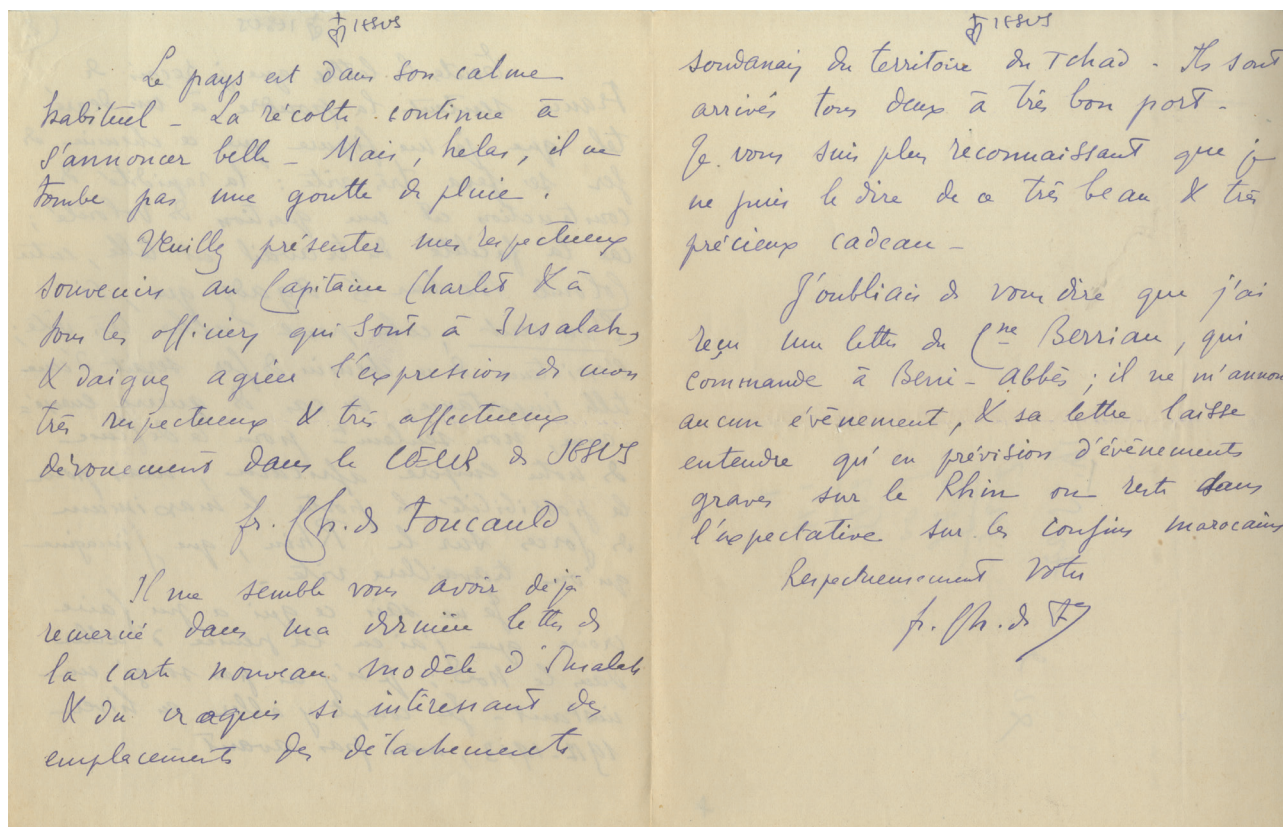 JESUS
Le pays est dans son calme
habituel _ La récolte continue à
s'annoncer belle _ Mais, hélas, il ne
tombe pas une goutte de pluie.
Veuillez présenter mes respectueux
souvenirs au Capitaine Charlet & à
tous les officiers qui sont à Insalah,
& daignez agréer l'expression de mon
très respectueux & très affectueux
dévouement dans le CŒUR de JESUS
fr. Ch. de Foucauld
Il me semble vous avoir déjà
remercié dans ma dernière lettre de
la carte nouveau modèle d'Insalah
& du croquis si intéressant des
emplacements des détachements
JESUS
soudanais du territoire du Tchad - Ils sont
arrivés tous deux à très bon port -
Je vous suis plus reconnaissant que je
ne puis le dire de ce très beau & très
précieux cadeau -
J'oubliais de vous dire que j'ai
reçu une lettre du Cne Berriau, qui
commande à Beni-Abbès ; il ne m'annonce
aucun évênement, & sa lettre laisse
entendre qu'en prévision d'évênements
graves sur le Rhin on reste dans
l'expectative sur les confins marocains
Respectueusement votre
fr. Ch. de F